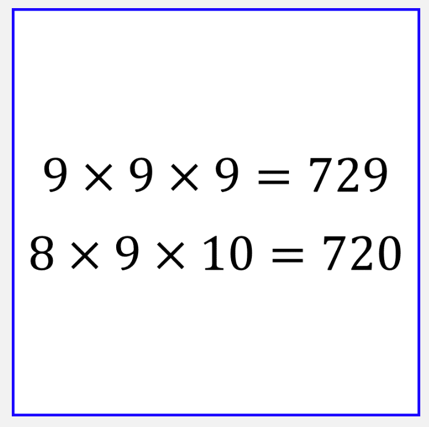 9 × 9 × 9 = 729
8 × 9 × 10 = 720